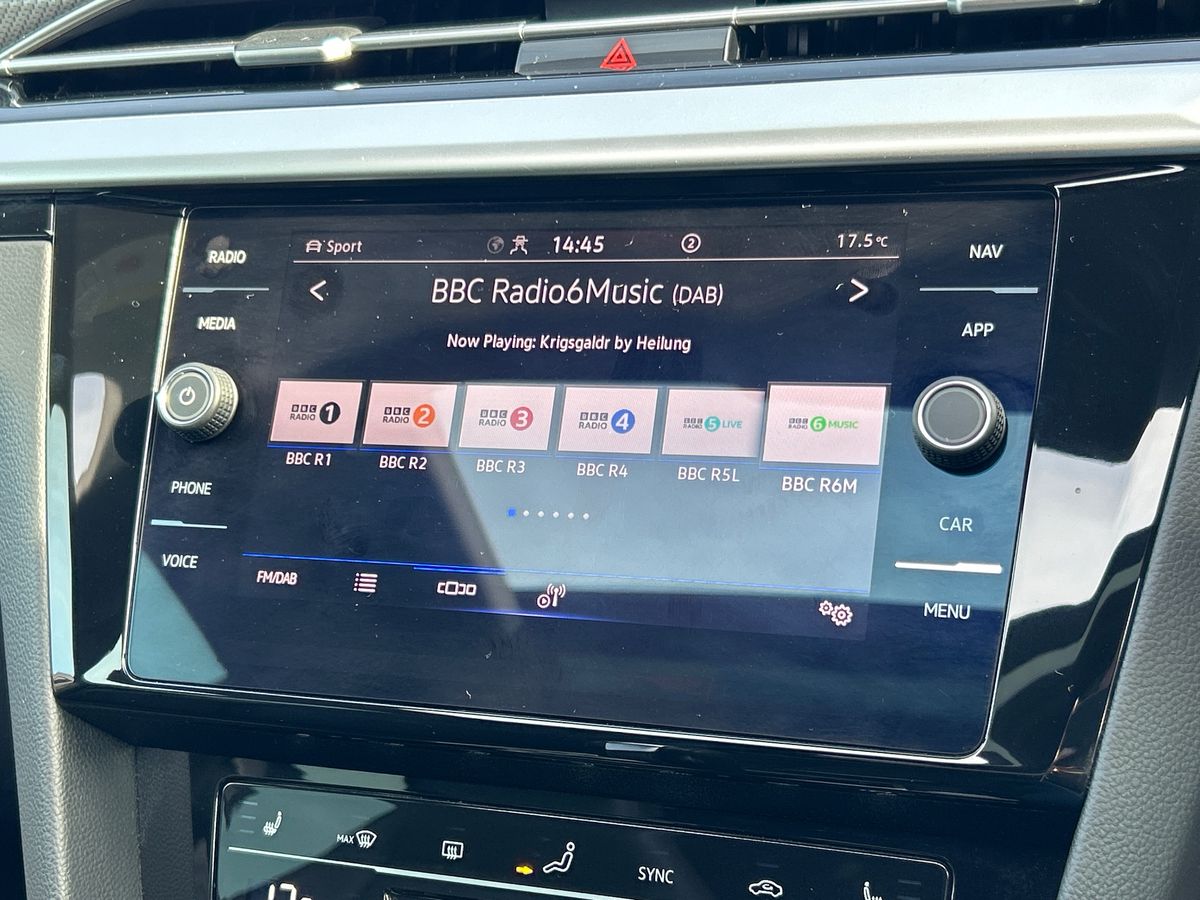 Sport 14:45 2 17.5°C
RADIO
NAV
BBC Radio6Music (DAB)
MEDIA
APP
Now Playing: Krigsgaldr by Heilung
BBC RADIO 1
BBC RADIO 2
BBC RADIO 3
BBC RADIO 4
BBC RADIO 5 LIVE
BBC RADIO 6 MUSIC
BBC R1 BBC R2 BBC R3 BBC R4 BBC R5L BBC R6M
PHONE
CAR
VOICE
FM/DAB
MENU
MAX
SYNC